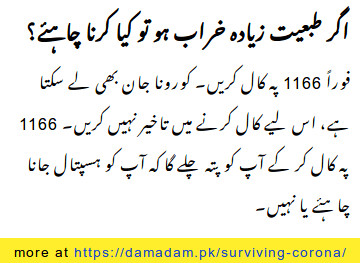 اگر طبیعت زیادہ خراب ہو تو کیا کرنا چاہئے؟
فوراً 1166 پہ کال کریں۔ کورونا جان بھی لے سکتا
ہے، اس لیے کال کرنے میں تاخیر نہیں کریں۔ 1166
پہ کال کر کے آپ کو پتہ چلے گا کہ آپ کو ہسپتال جانا
چاہئے یا نہیں۔
more at https://damadam.pk/surviving-corona/